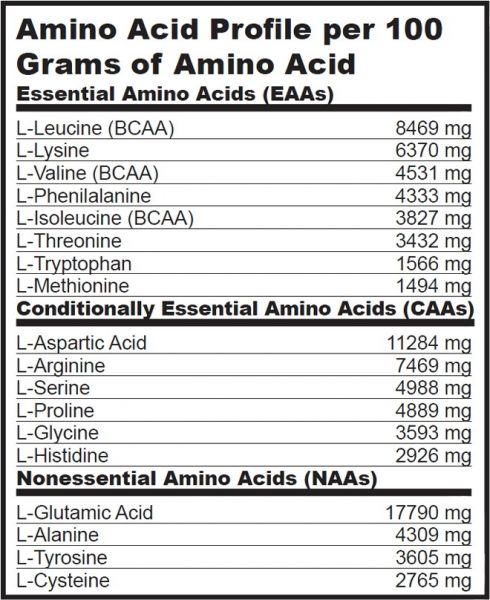 Amino Acid Profile per 100
Grams of Amino Acid
Essential Amino Acids (EAAs)
L-Leucine (BCAA) 8469 mg
L-Lysine 6370 mg
L-Valine (BCAA) 4531 mg
L-Phenilalanine 4333 mg
L-Isoleucine (BCAA) 3827 mg
L-Threonine 3432 mg
L-Tryptophan 1566 mg
L-Methionine 1494 mg
Conditionally Essential Amino Acids (CAAs)
L-Aspartic Acid 11284 mg
L-Arginine 7469 mg
L-Serine 4988 mg
L-Proline 4889 mg
L-Glycine 3593 mg
L-Histidine 2926 mg
Nonessential Amino Acids (NAAs)
L-Glutamic Acid 17790 mg
L-Alanine 4309 mg
L-Tyrosine 3605 mg
L-Cysteine 2765 mg